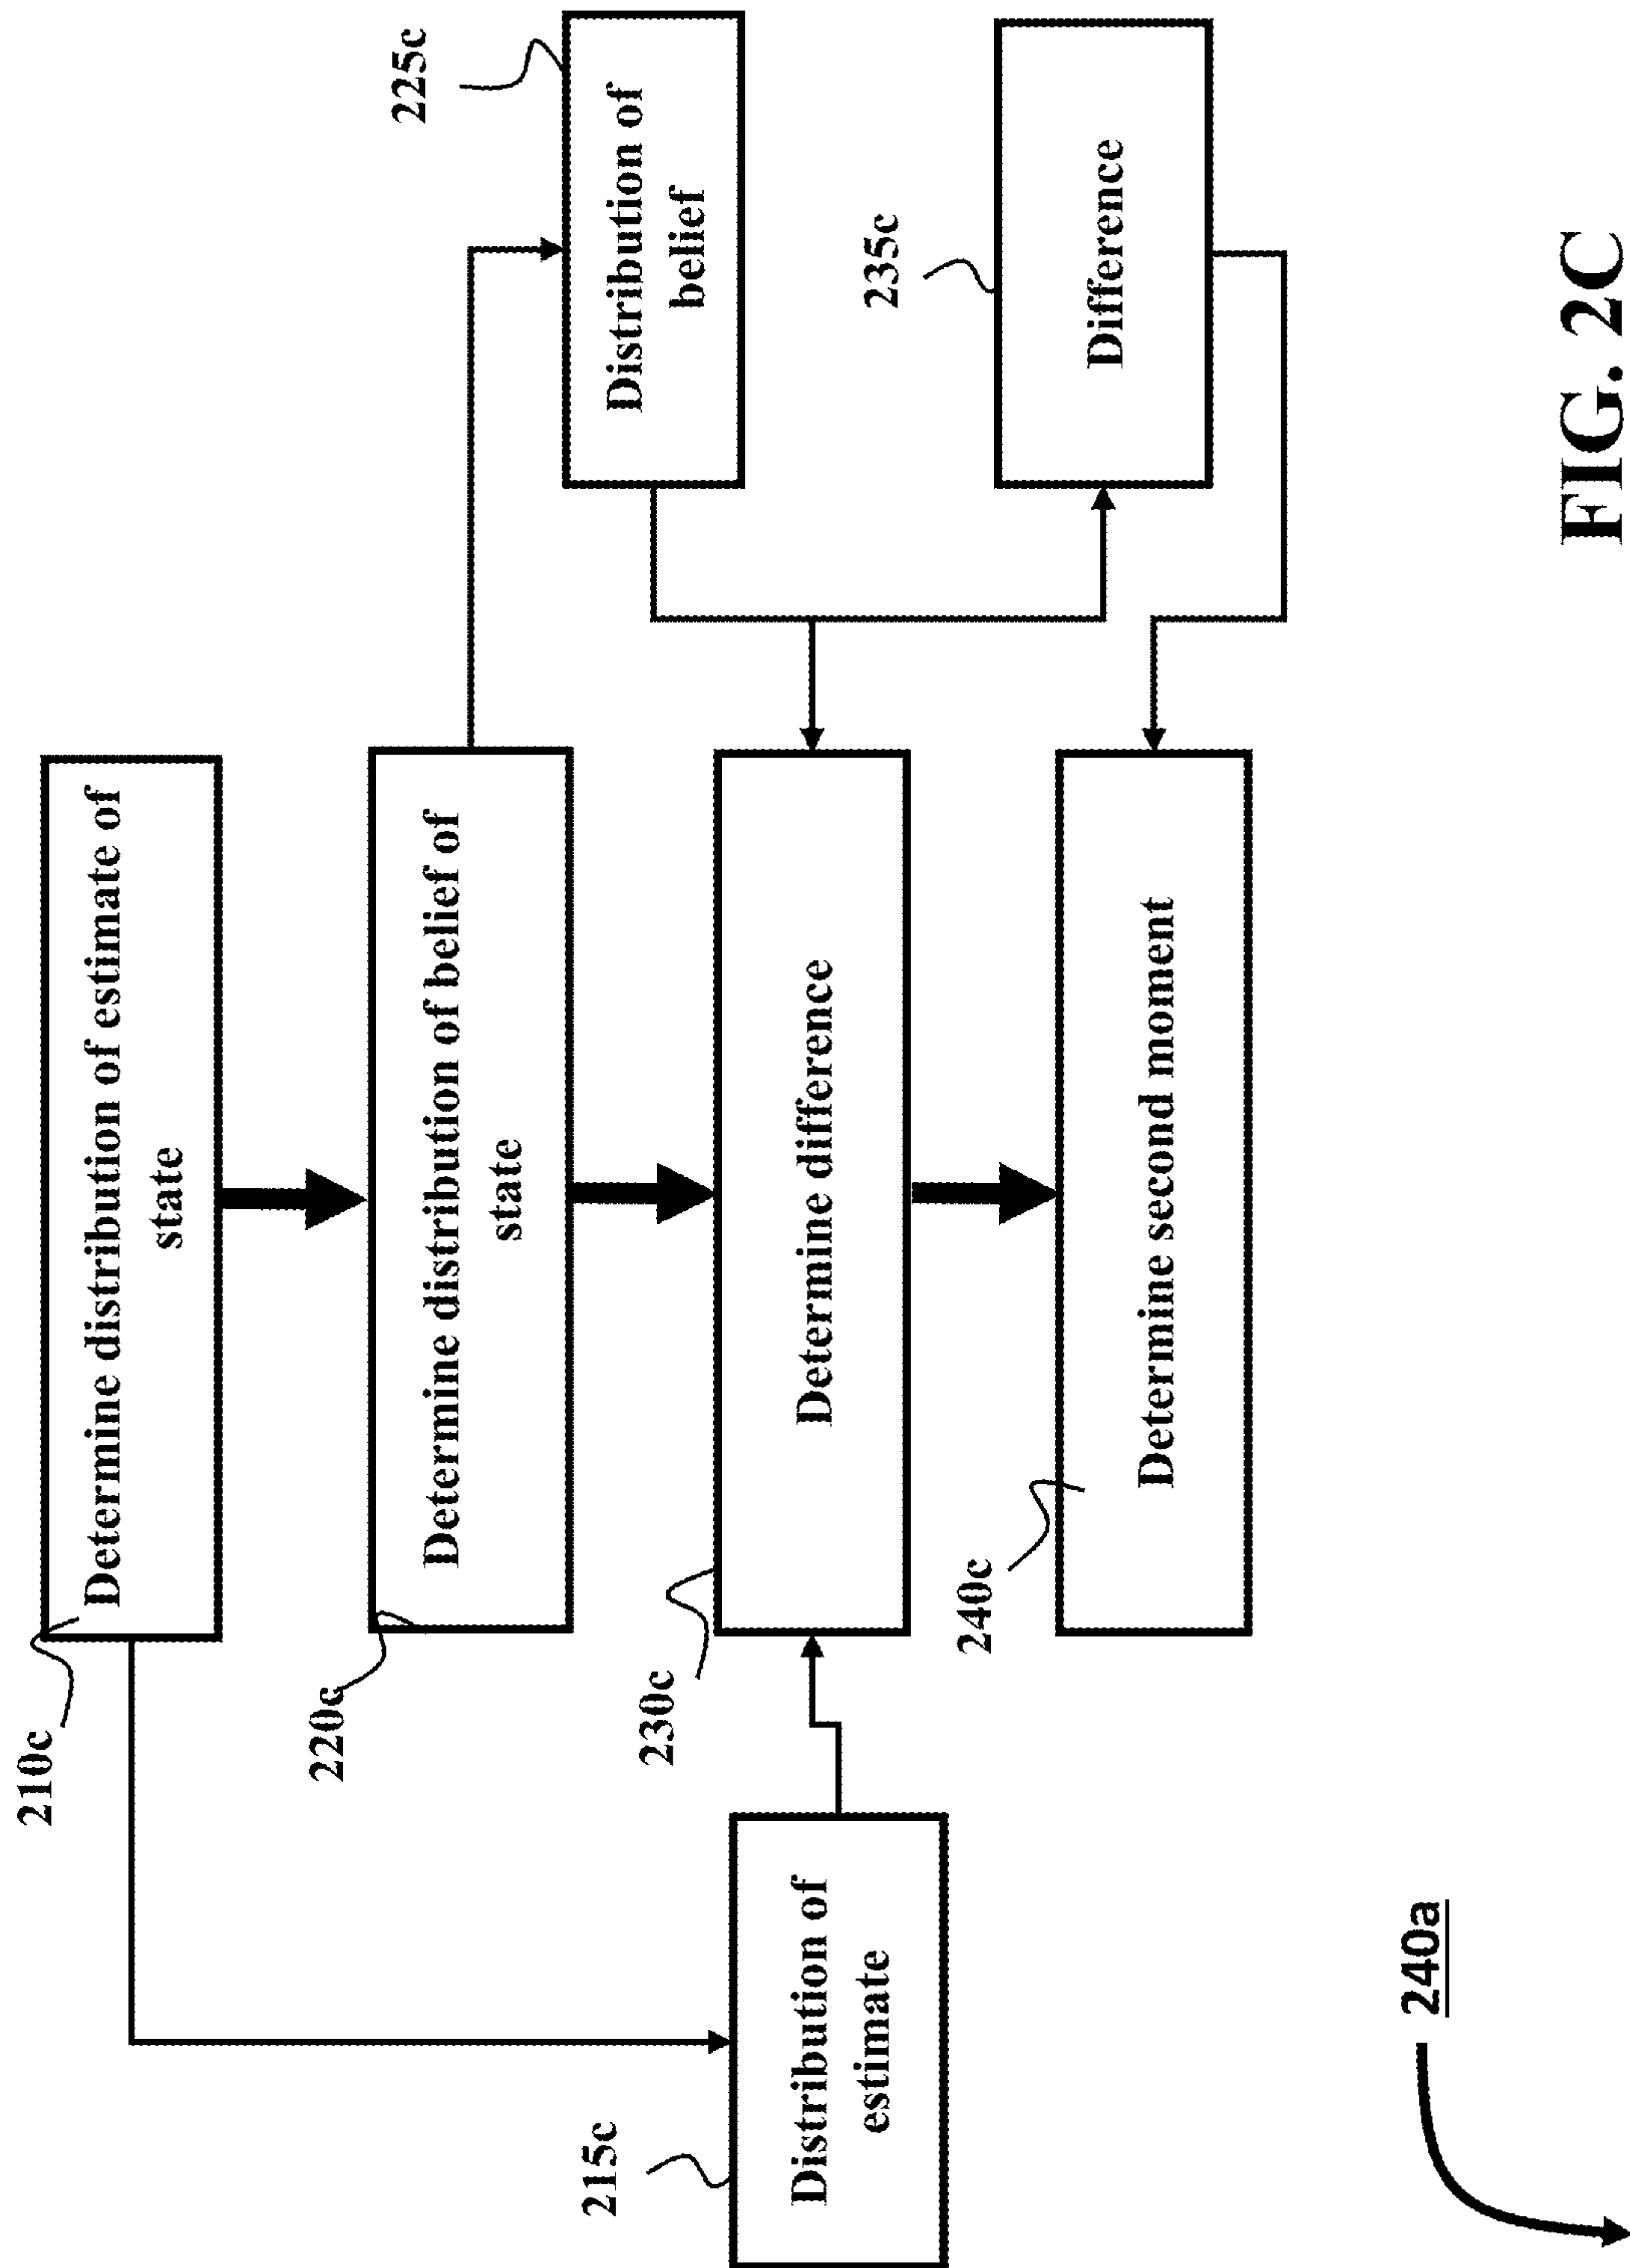 210c
Determine distribution of estimate of
state
220c
Determine distribution of belief of
state
225c
Distribution of
belief
215c
Distribution of
estimate
230c
Determine difference
235c
Difference
240c
Determine second moment
240a
FIG. 2C